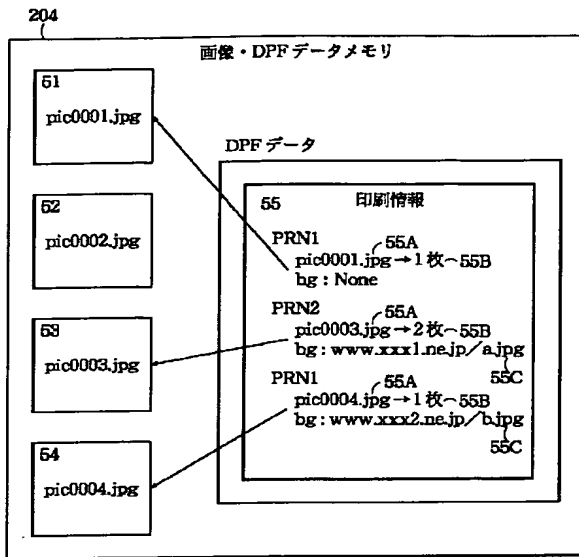 204
画像・DPFデータメモリ
51
pic0001.jpg
52
pic0002.jpg
53
pic0003.jpg
54
pic0004.jpg
DPFデータ
55 印刷情報
PRN1 55A
pic0001.jpg→1枚 55B
bg : None
PRN2 55A
pic0003.jpg→2枚 55B
bg : www.xxx1.ne.jp/a.jpg
55C
PRN1 55A
pic0004.jpg→1枚 55B
bg : www.xxx2.ne.jp/b.jpg
55C